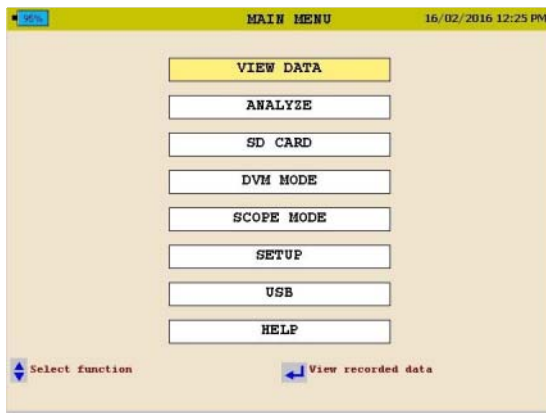 95% MAIN MENU 16/02/2016 12:25 PM
VIEW DATA
ANALYZE
SD CARD
DVM MODE
SCOPE MODE
SETUP
USB
HELP
Select function View recorded data